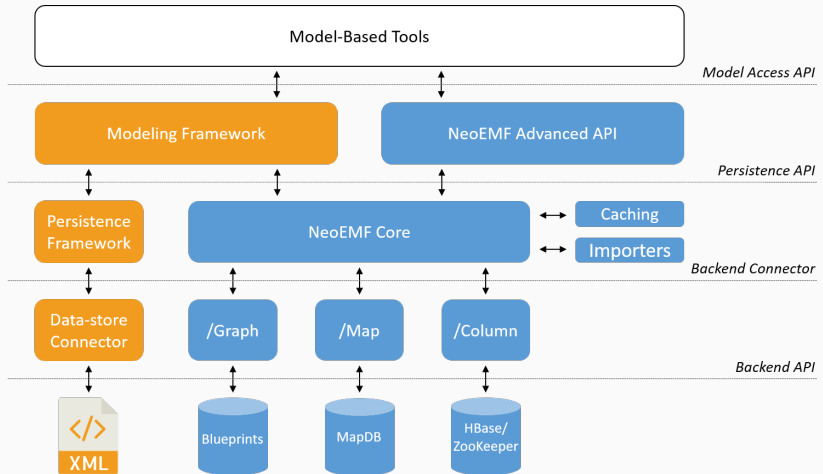 Model-Based Tools
Model Access API
Modeling Framework
NeoEMF Advanced API
Persistence API
Persistence
Framework
NeoEMF Core
Caching
Importers
Backend Connector
Data-store
Connector
/Graph
/Map
/Column
Backend API
</>
XML
Blueprints
MapDB
HBase/
ZooKeeper